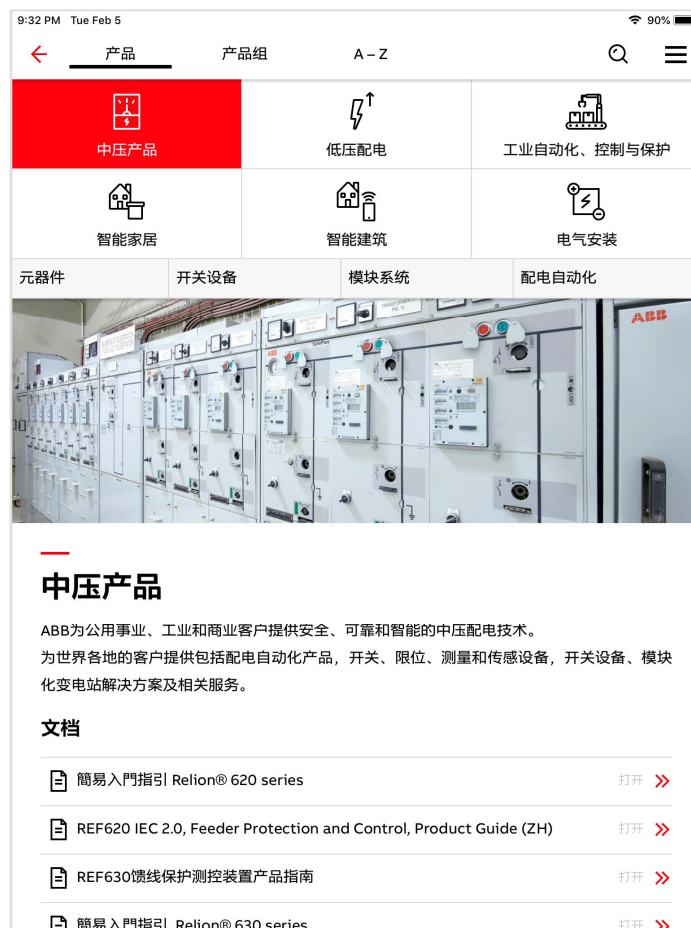 9:32 PM Tue Feb 5 90%
产品 产品组 A – Z
中压产品 低压配电 工业自动化、控制与保护
智能家居 智能建筑 电气安装
元器件 开关设备 模块系统 配电自动化
ABB
中压产品
ABB为公用事业、工业和商业客户提供安全、可靠和智能的中压配电技术。
为世界各地的客户提供包括配电自动化产品，开关、限位、测量和传感设备，开关设备、模块
化变电站解决方案及相关服务。
文档
簡易入門指引 Relion® 620 series 打开
REF620 IEC 2.0, Feeder Protection and Control, Product Guide (ZH) 打开
REF630馈线保护测控装置产品指南 打开
簡易入門指引 Relion® 630 series 打开